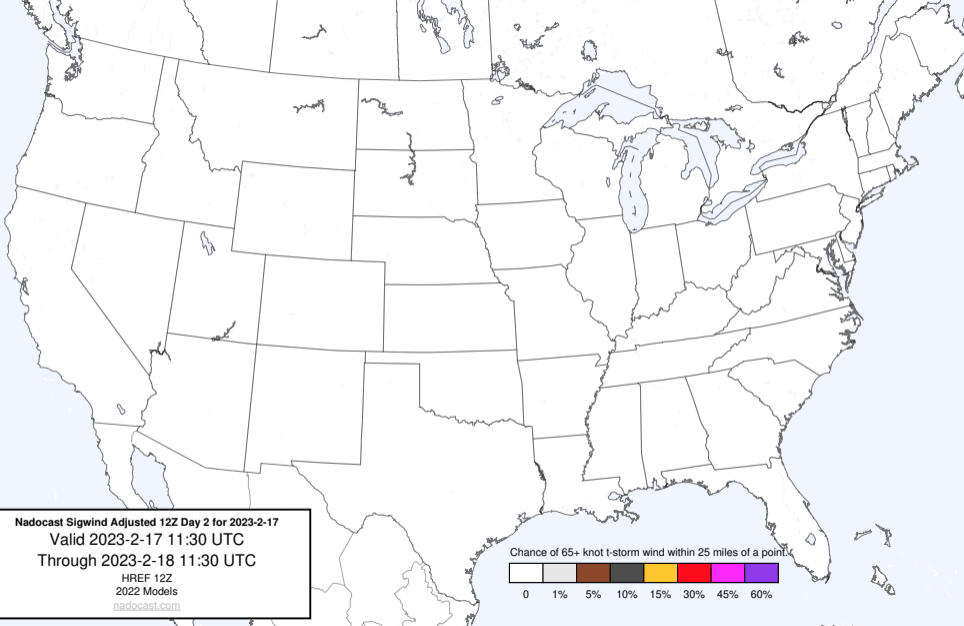 Nadocast Sigwind Adjusted 12Z Day 2 for 2023-2-17
Valid 2023-2-17 11:30 UTC
Through 2023-2-18 11:30 UTC
HREF 12Z
2022 Models
nadocast.com
Chance of 65+ knot t-storm wind within 25 miles of a point.
0 1% 5% 10% 15% 30% 45% 60%